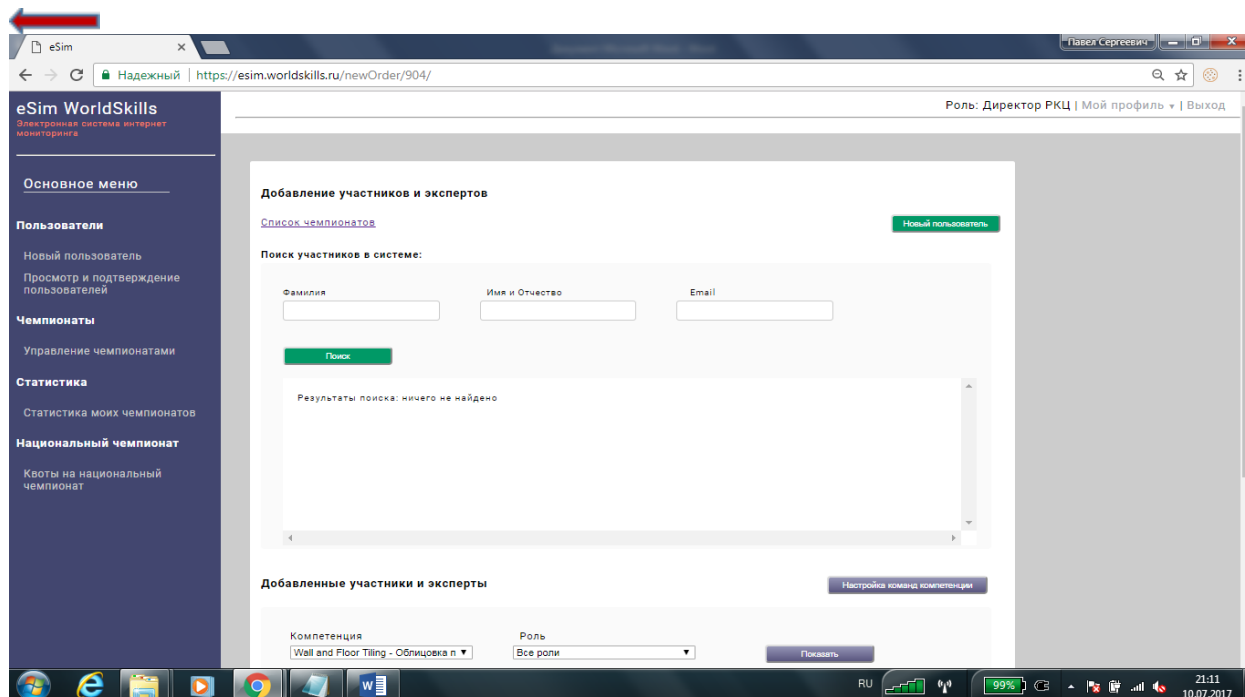 eSim
Павел Сергеевич
Надежный | https://esim.worldskills.ru/newOrder/904/
eSim WorldSkills
Электронная система интернет
мониторинга
Роль: Директор РКЦ | Мой профиль | Выход
Основное меню
Пользователи
Новый пользователь
Просмотр и подтверждение
пользователей
Чемпионаты
Управление чемпионатами
Статистика
Статистика моих чемпионатов
Национальный чемпионат
Квоты на национальный
чемпионат
Добавление участников и экспертов
Список чемпионатов
Новый пользователь
Поиск участников в системе:
Фамилия Имя и Отчество Email
Поиск
Результаты поиска: ничего не найдено
Добавленные участники и эксперты
Настройка команд компетенции
Компетенция Роль
Wall and Floor Tiling - Облицовка п Все роли Показать
RU 99% 21:11
10.07.2017